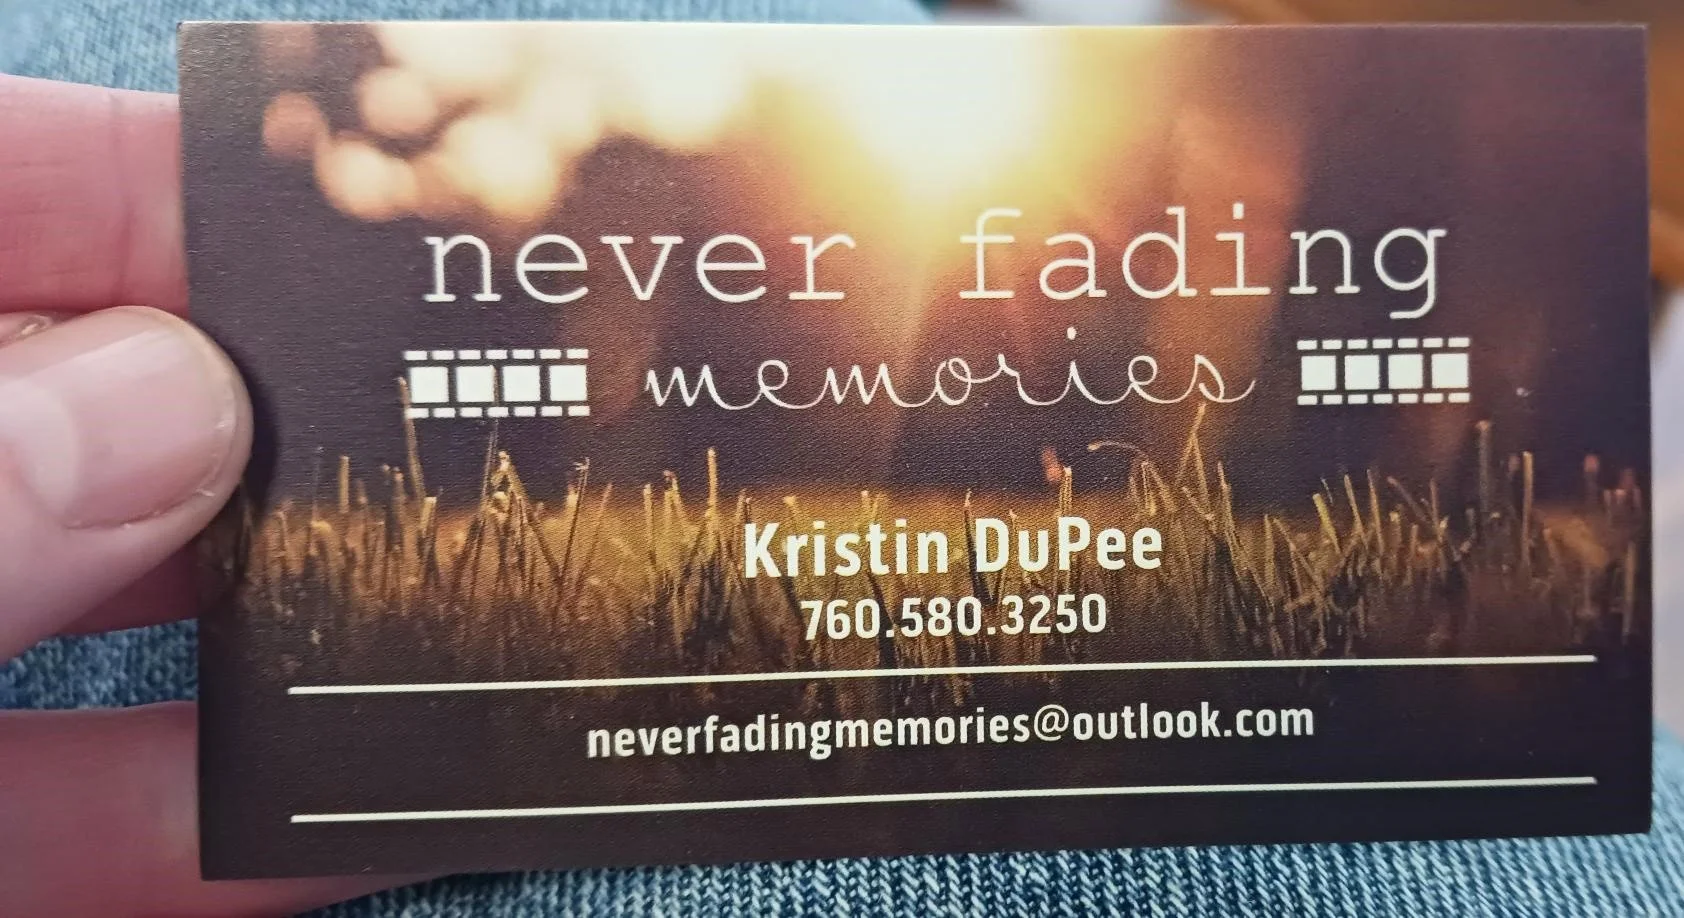 never fading
memories
Kristin DuPee
760.580.3250
neverfadingmemories@outlook.com